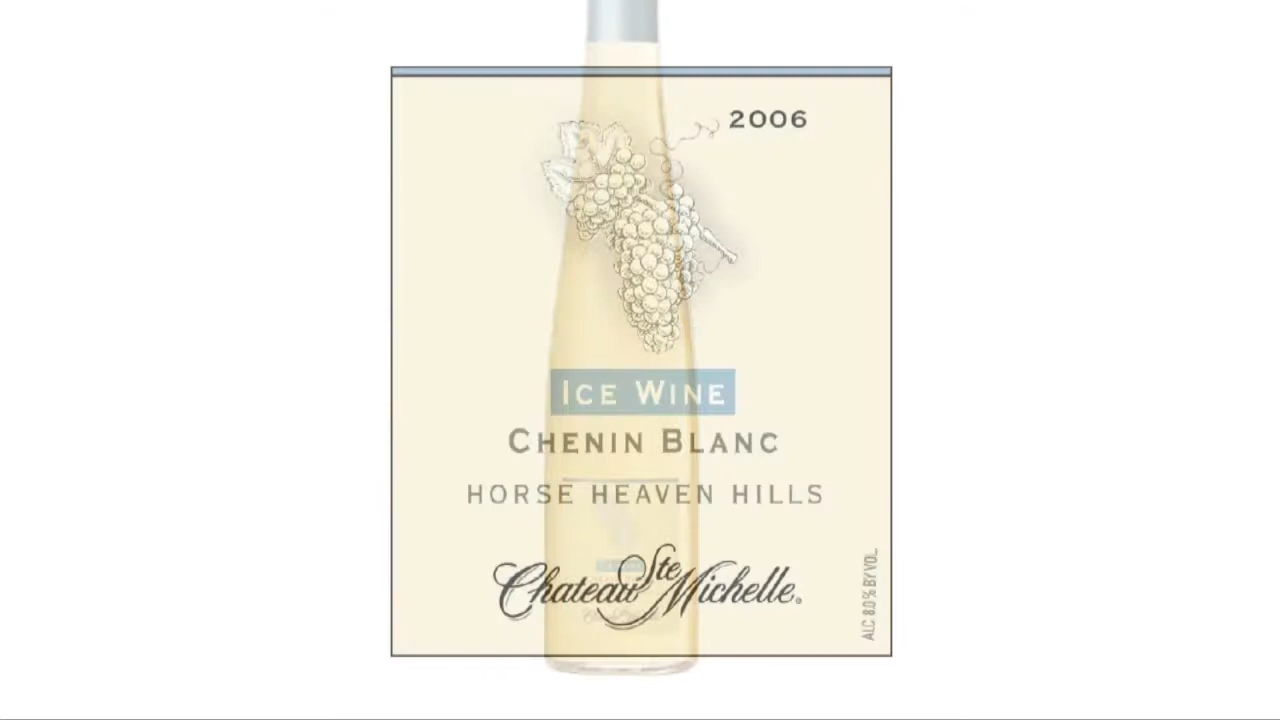 2006
ICE WINE
CHENIN BLANC
HORSE HEAVEN HILLS
Chateau Ste Michelle
ALC. 8.0 % BY VOL.